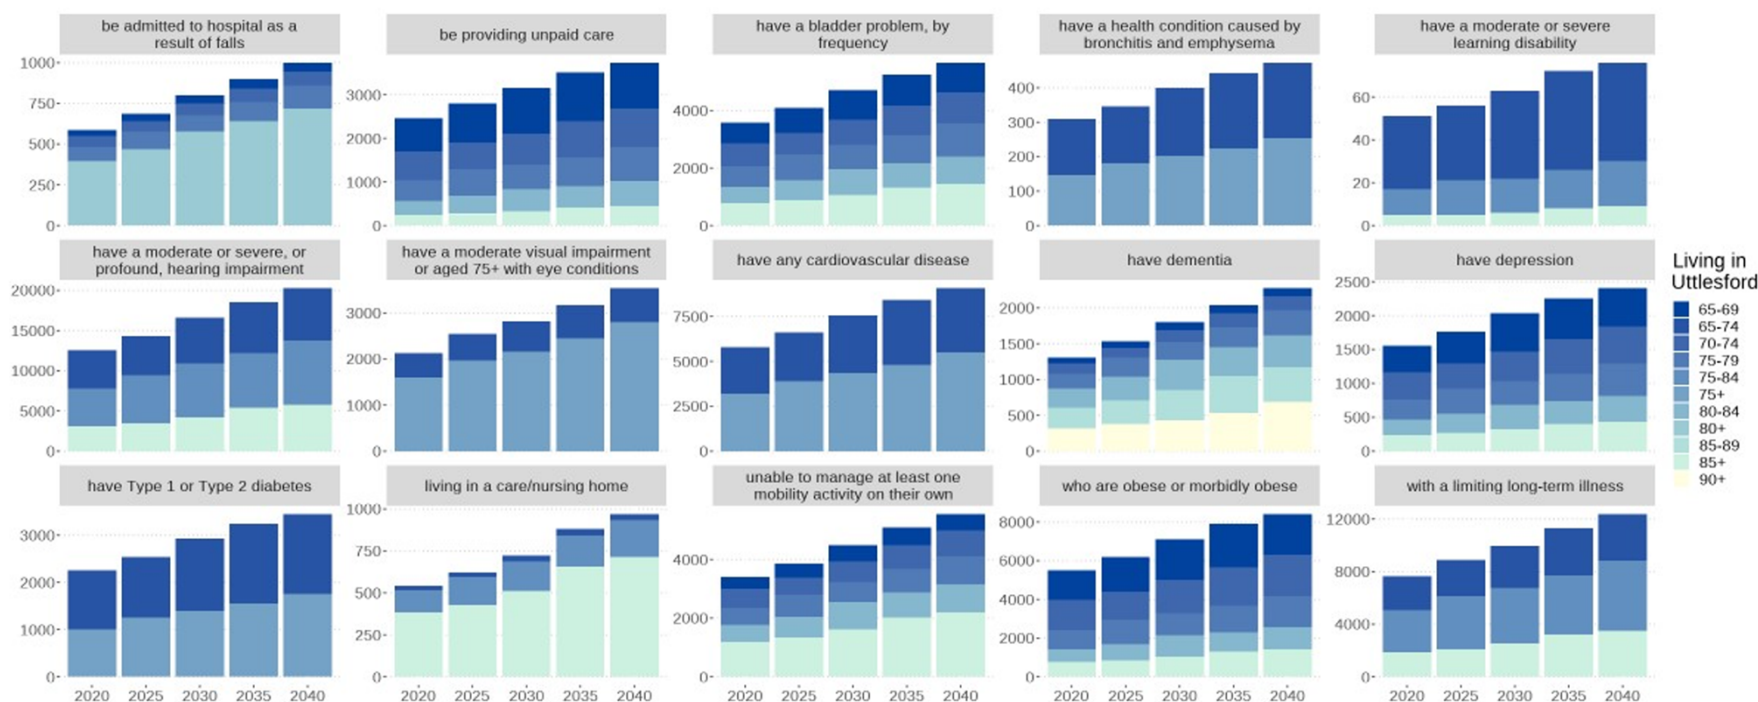 be admitted to hospital as a
result of falls
be providing unpaid care
have a bladder problem, by
frequency
have a health condition caused by
bronchitis and emphysema
have a moderate or severe
learning disability
1000
750
500
250
0
3000
2000
1000
0
4000
2000
0
400
300
200
100
0
60
40
20
0
have a moderate or severe, or
profound, hearing impairment
have a moderate visual impairment
or aged 75+ with eye conditions
have any cardiovascular disease
have dementia
have depression
20000
15000
10000
5000
0
3000
2000
1000
0
7500
5000
2500
0
2000
1500
1000
500
0
2500
2000
1500
1000
500
0
Living in
Uttlesford
65-69
65-74
70-74
75-79
75-84
75+
80-84
80+
85-89
85+
90+
have Type 1 or Type 2 diabetes
living in a care/nursing home
unable to manage at least one
mobility activity on their own
who are obese or morbidly obese
with a limiting long-term illness
3000
2000
1000
0
1000
750
500
250
0
4000
2000
0
8000
6000
4000
2000
0
12000
8000
4000
0
2020 2025 2030 2035 2040
2020 2025 2030 2035 2040
2020 2025 2030 2035 2040
2020 2025 2030 2035 2040
2020 2025 2030 2035 2040